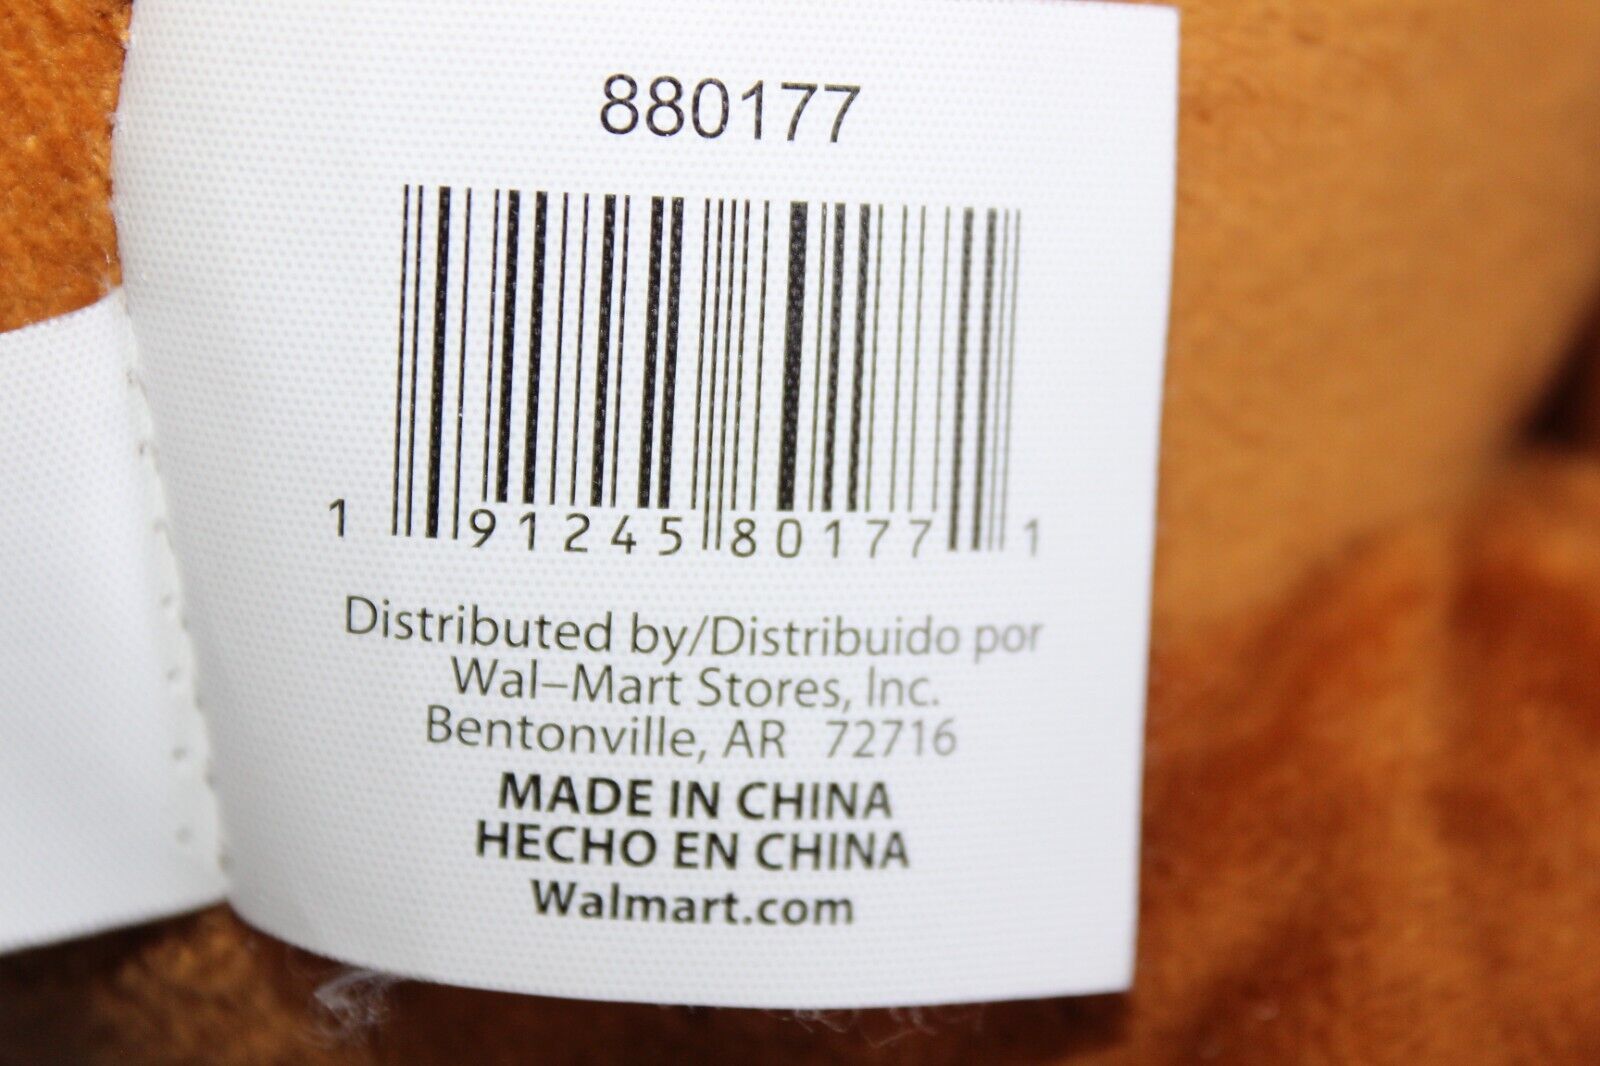 880177
1 91245 80177 1
Distributed by/Distribuido por
Wal-Mart Stores, Inc.
Bentonville, AR 72716
MADE IN CHINA
HECHO EN CHINA
Walmart.com